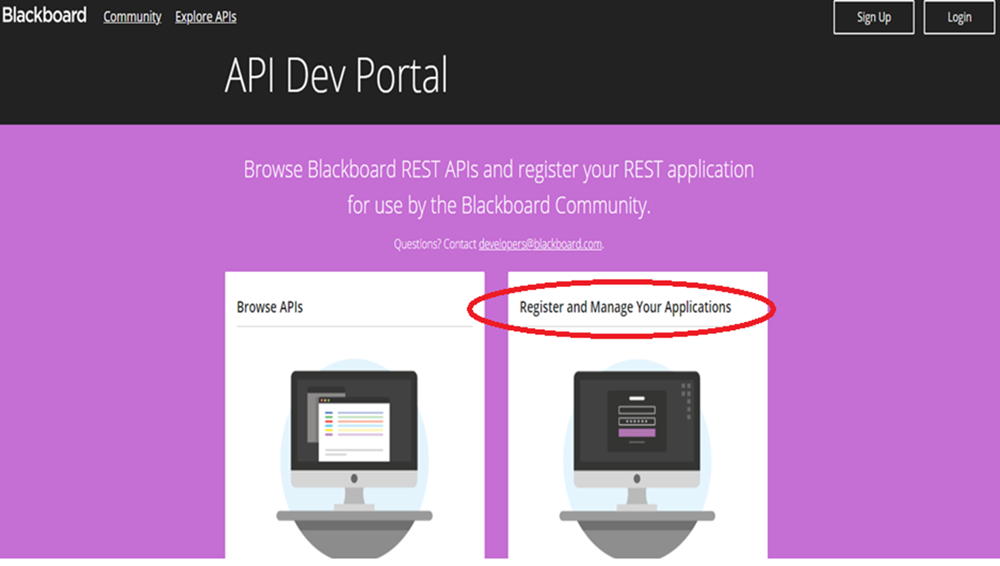 Blackboard Community Explore APIs Sign Up Login
API Dev Portal
Browse Blackboard REST APIs and register your REST application
for use by the Blackboard Community.
Questions? Contact developers@blackboard.com.
Browse APIs
Register and Manage Your Applications